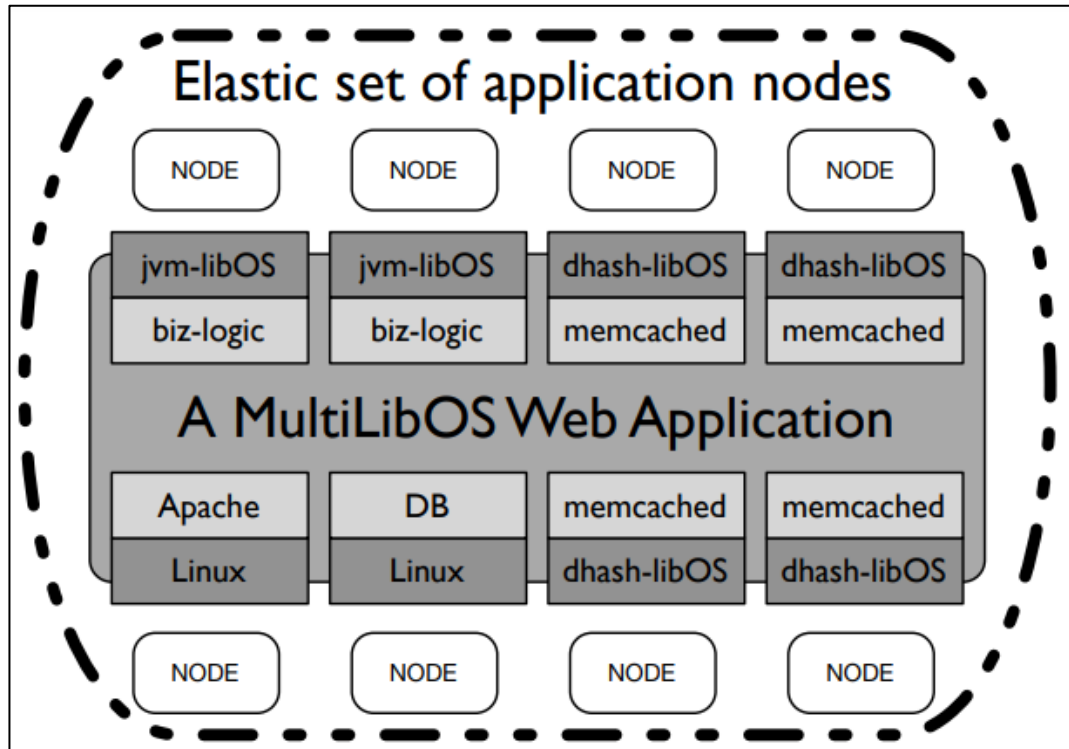 Elastic set of application nodes
NODE NODE NODE NODE
jvm-libOS jvm-libOS dhash-libOS dhash-libOS
biz-logic biz-logic memcached memcached
A MultiLibOS Web Application
Apache DB memcached memcached
Linux Linux dhash-libOS dhash-libOS
NODE NODE NODE NODE